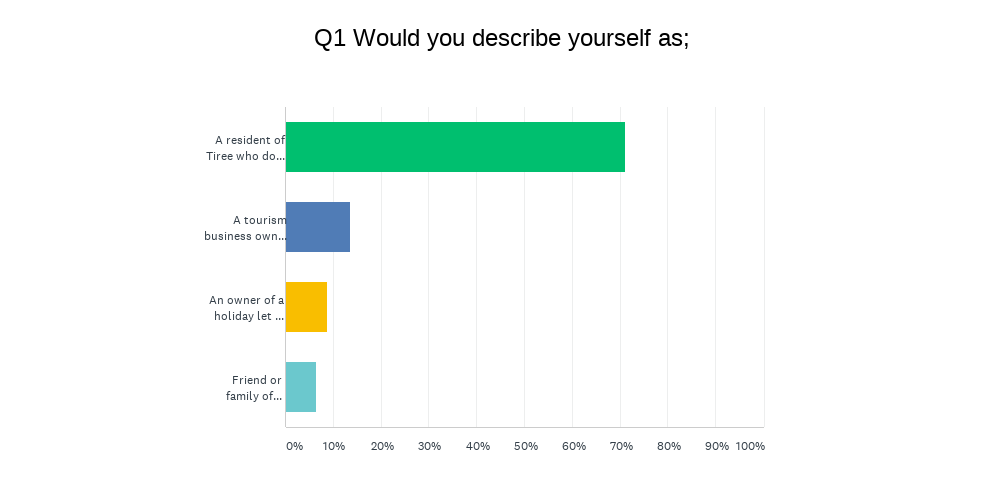 Q1 Would you describe yourself as;
A resident of
Tiree who do...
A tourism
business own...
An owner of a
holiday let ...
Friend or
family of...
0% 10% 20% 30% 40% 50% 60% 70% 80% 90% 100%